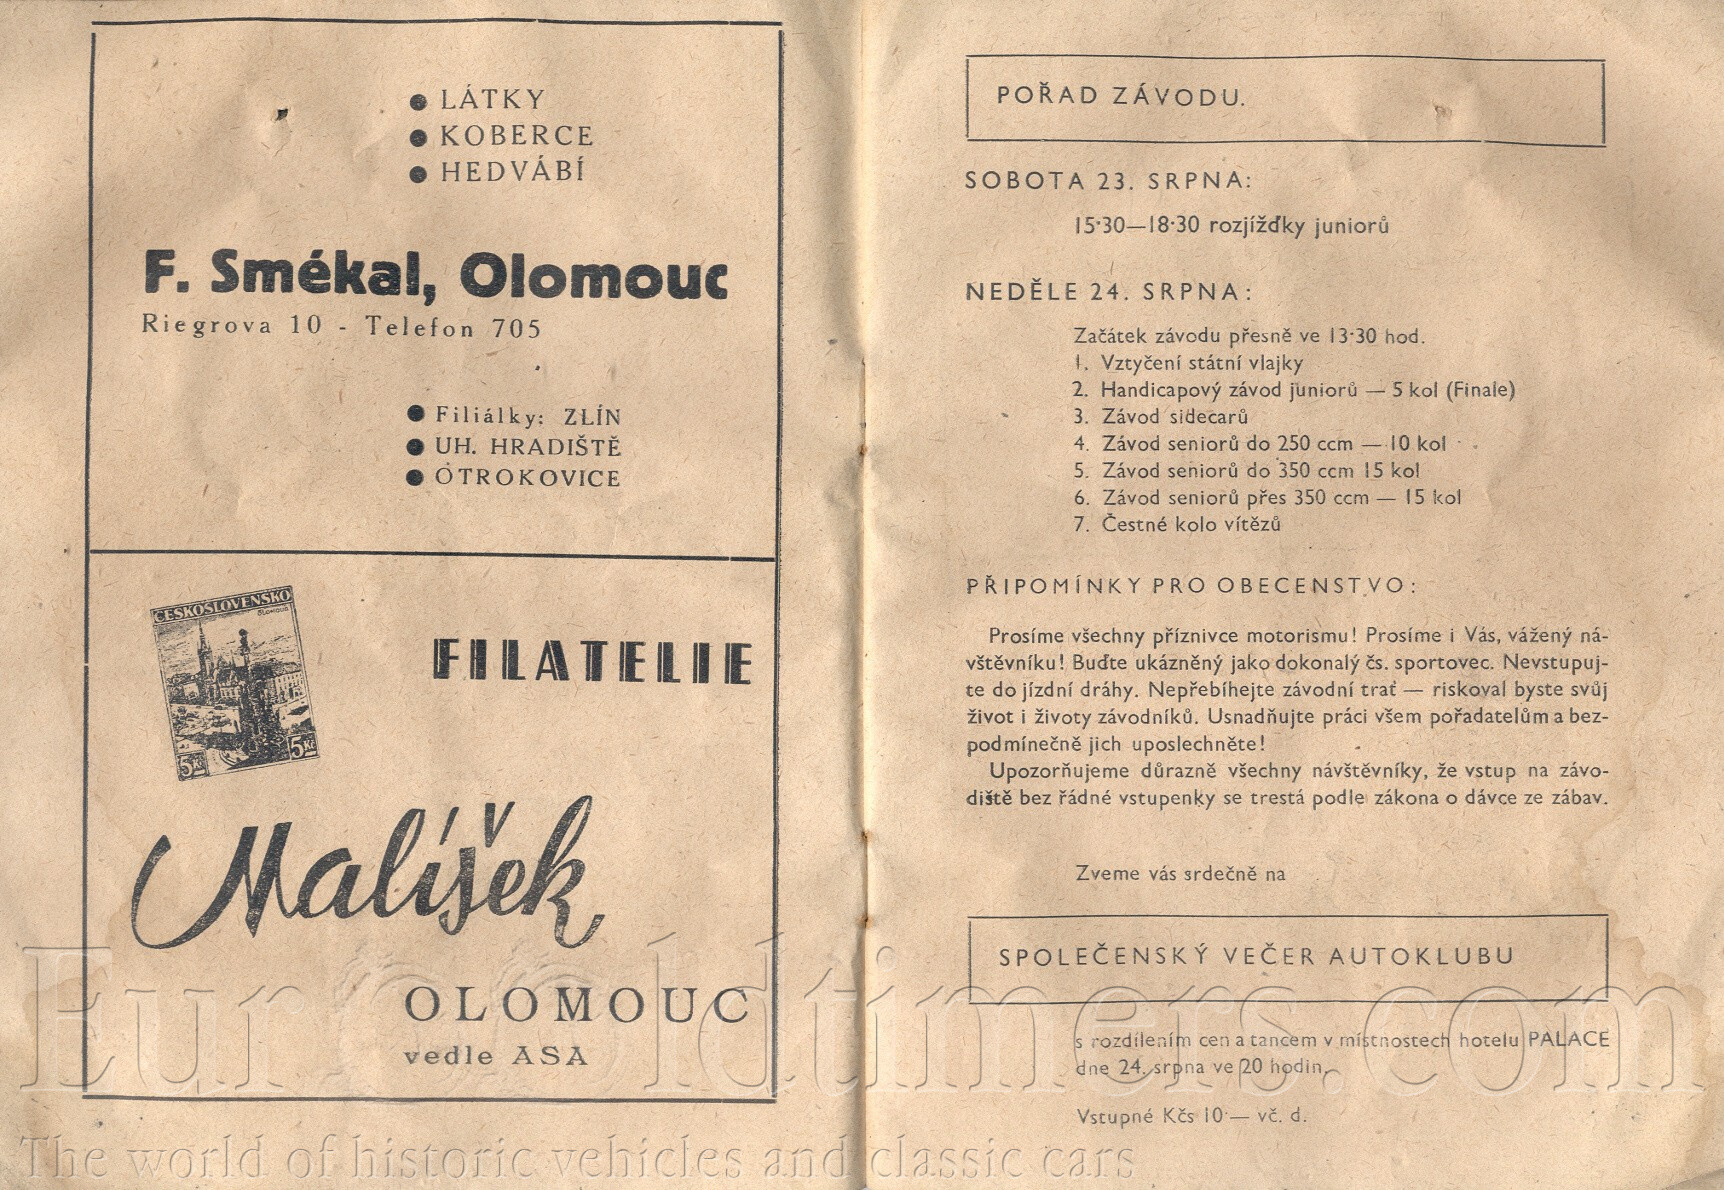 LÁTKY
KOBERCE
HEDVÁBÍ
F. Smékal, Olomouc
Riegrova 10 - Telefon 705
Filiálky: ZLÍN
UH. HRADIŠTĚ
OTROKOVICE
ČESKOSLOVENSKO
OLOMOUC
5Kč 5Kč
FILATELIE
Malíšek
OLOMOUC
vedle ASA
POŘAD ZÁVODU.
SOBOTA 23. SRPNA:
15·30—18·30 rozjížďky juniorů
NEDĚLE 24. SRPNA:
Začátek závodu přesně ve 13·30 hod.
1. Vztyčení státní vlajky
2. Handicapový závod juniorů — 5 kol (Finale)
3. Závod sidecarů
4. Závod seniorů do 250 ccm — 10 kol
5. Závod seniorů do 350 ccm 15 kol
6. Závod seniorů přes 350 ccm — 15 kol
7. Čestné kolo vítězů
PŘIPOMÍNKY PRO OBECENSTVO:
Prosíme všechny příznivce motorismu! Prosíme i Vás, vážený ná-
vštěvníku! Buďte ukázněný jako dokonalý čs. sportovec. Nevstupuj-
te do jízdní dráhy. Nepřebíhejte závodní trať — riskoval byste svůj
život i životy závodníků. Usnadňujte práci všem pořadatelům a bez-
podmínečně jich uposlechněte!
Upozorňujeme důrazně všechny návštěvníky, že vstup na závo-
diště bez řádné vstupenky se trestá podle zákona o dávce ze zábav.
Zveme vás srdečně na
SPOLEČENSKÝ VEČER AUTOKLUBU
s rozdílením cen a tancem v místnostech hotelu PALACE
dne 24. srpna ve 20 hodin.
Vstupné Kčs 10·— vč. d.
Eurooldtimers.com
The world of historic vehicles and classic cars